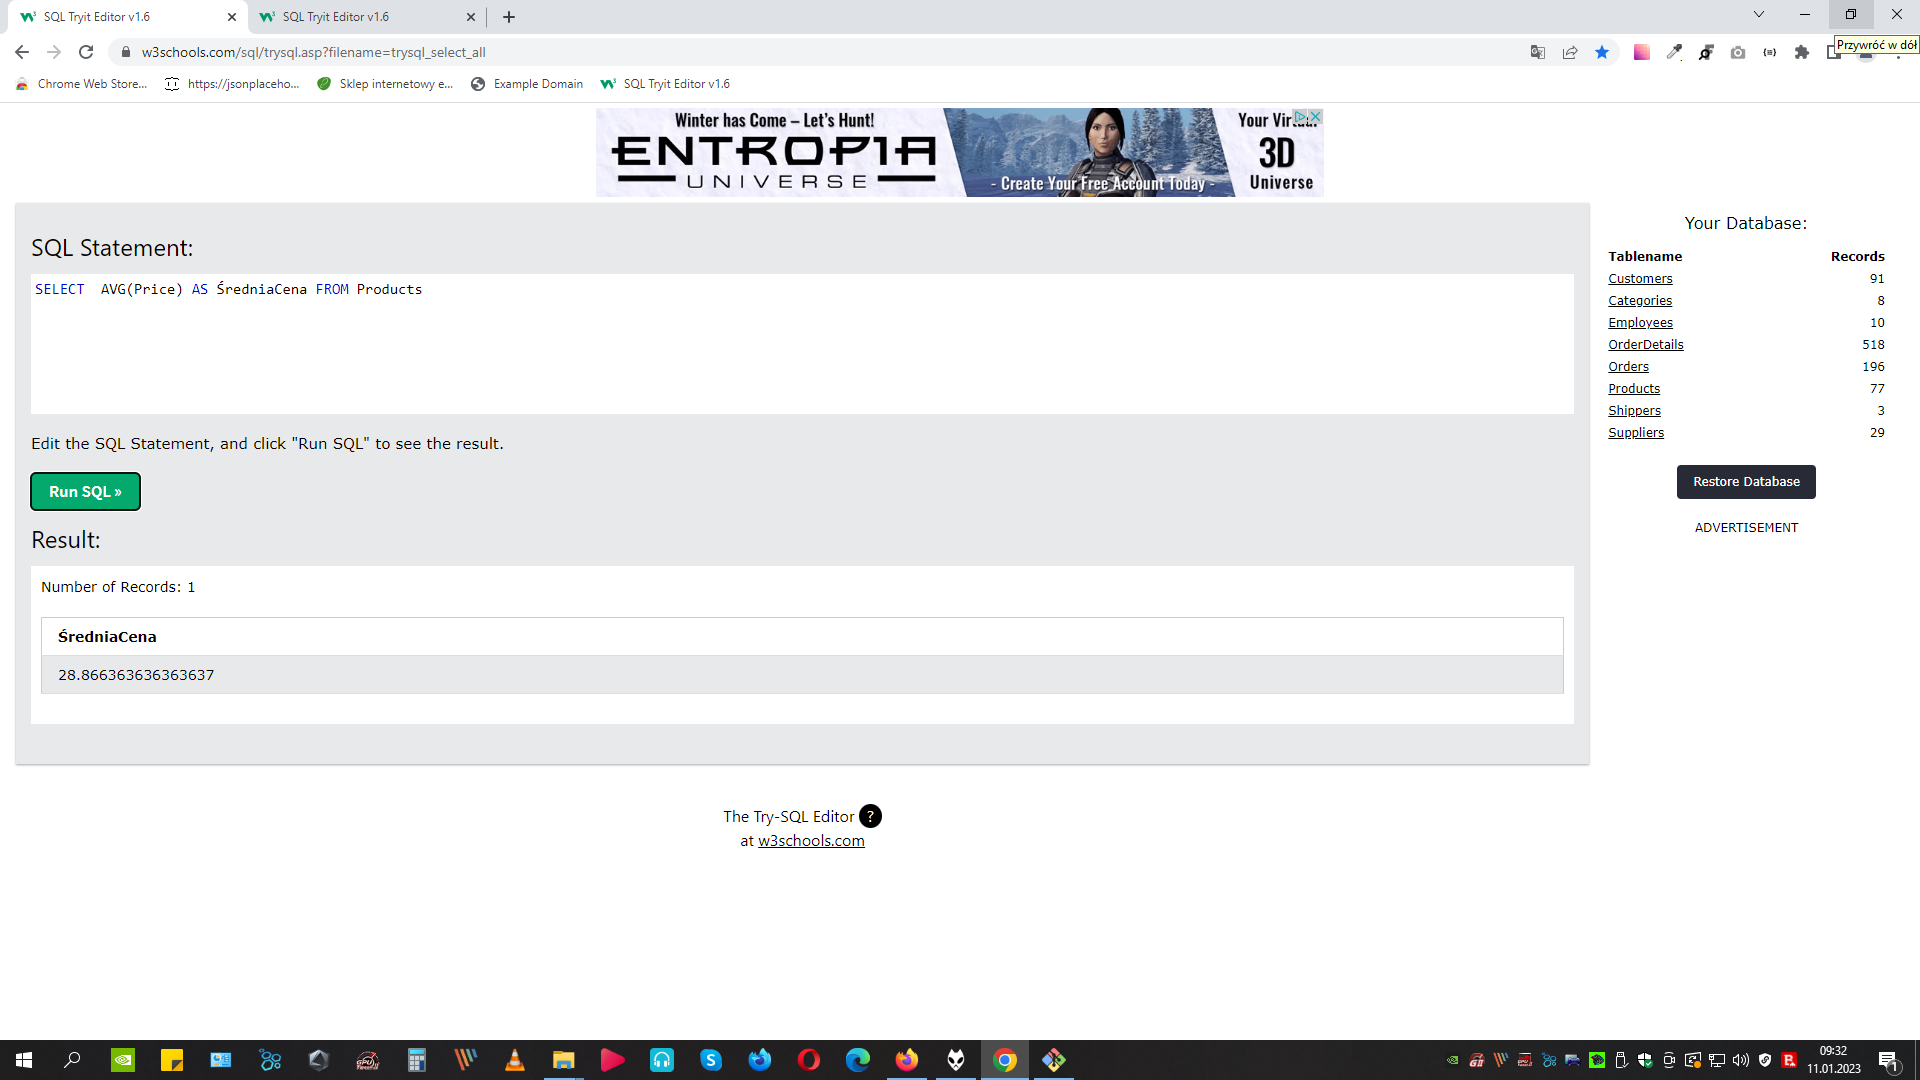 SQL Tryit Editor v1.6
SQL Tryit Editor v1.6
w3schools.com/sql/trysql.asp?filename=trysql_select_all
Przywróć w dół
Chrome Web Store...
https://jsonplaceho...
Sklep internetowy e...
Example Domain
SQL Tryit Editor v1.6
Winter has Come – Let's Hunt!
ENTROPIA
UNIVERSE
- Create Your Free Account Today -
3D
Universe
SQL Statement:
SELECT  AVG(Price) AS ŚredniaCena FROM Products
Edit the SQL Statement, and click "Run SQL" to see the result.
Run SQL »
Result:
Number of Records: 1
ŚredniaCena
28.866363636363637
Your Database:
Tablename Records
Customers 91
Categories 8
Employees 10
OrderDetails 518
Orders 196
Products 77
Shippers 3
Suppliers 29
Restore Database
ADVERTISEMENT
The Try-SQL Editor ?
at w3schools.com
09:32
11.01.2023
1